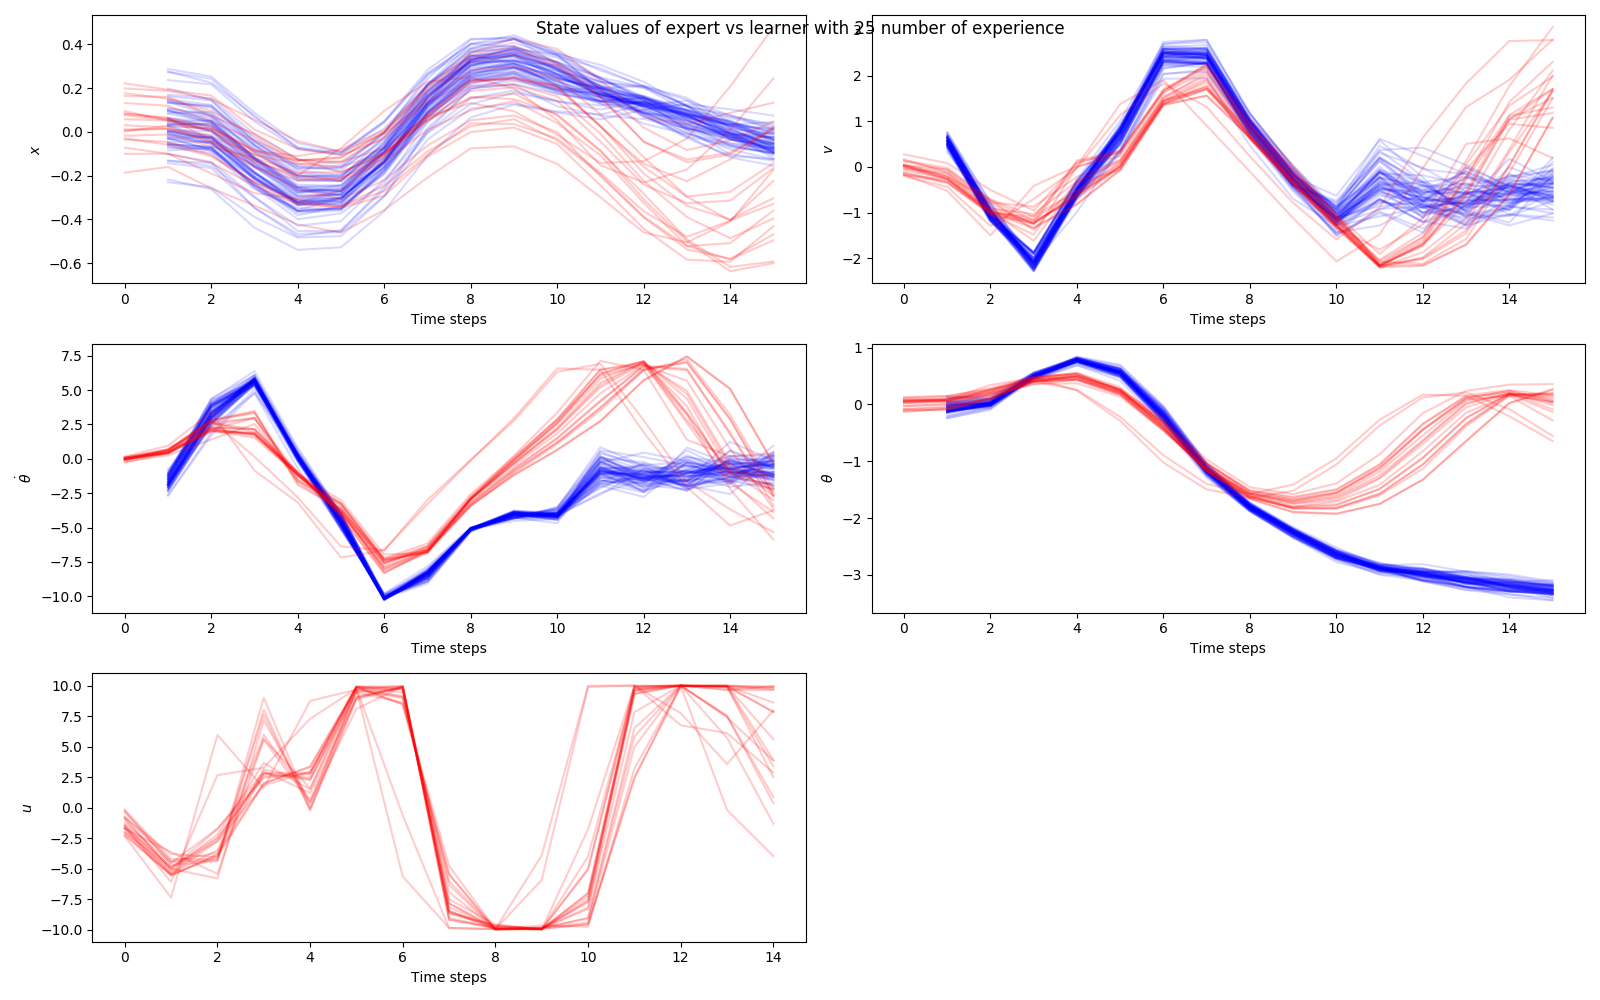 State values of expert vs learner with 25 number of experience
0.4
0.2
0.0
−0.2
−0.4
−0.6
x
0 2 4 6 8 10 12 14
Time steps
3
2
1
0
−1
−2
v
0 2 4 6 8 10 12 14
Time steps
7.5
5.0
2.5
0.0
−2.5
−5.0
−7.5
−10.0
θ̇
0 2 4 6 8 10 12 14
Time steps
1
0
−1
−2
−3
θ
0 2 4 6 8 10 12 14
Time steps
10.0
7.5
5.0
2.5
0.0
−2.5
−5.0
−7.5
−10.0
u
0 2 4 6 8 10 12 14
Time steps